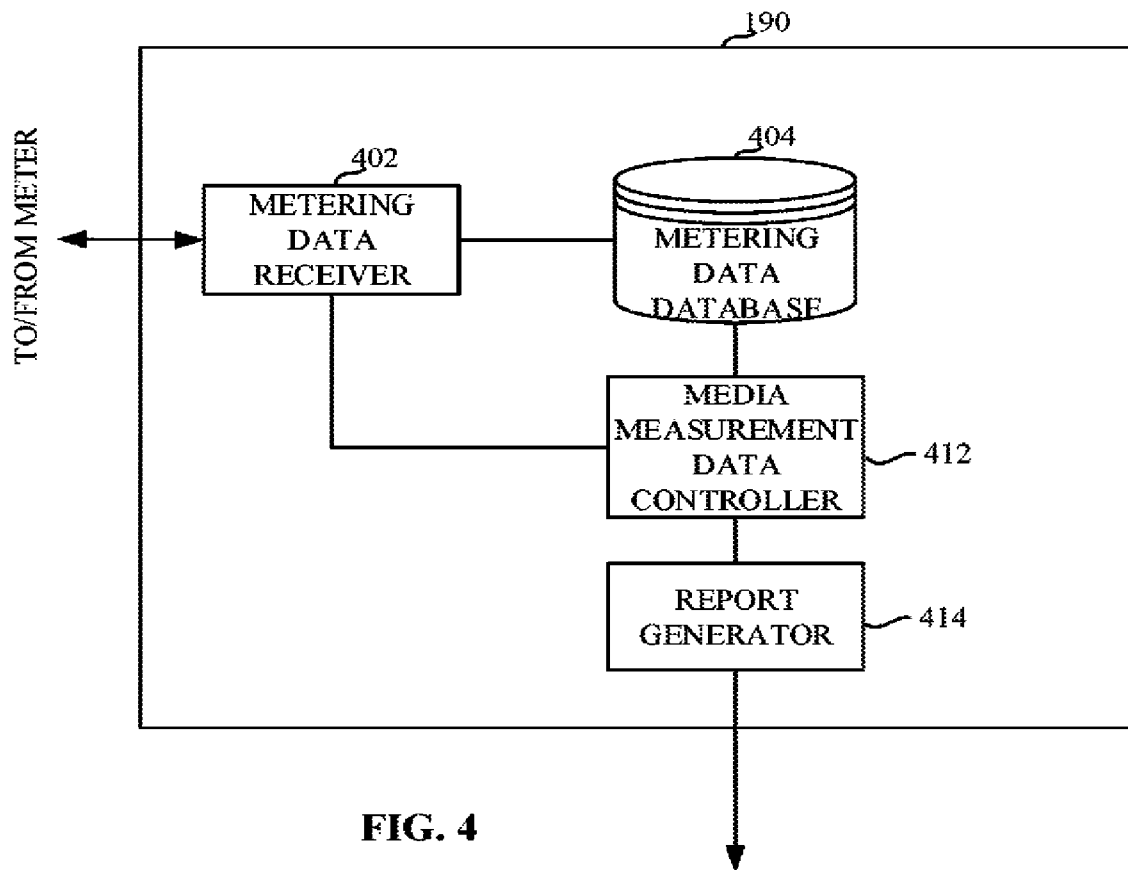 190
TO/FROM METER
402
METERING
DATA
RECEIVER
404
METERING
DATA
DATABASE
MEDIA
MEASUREMENT
DATA
CONTROLLER
412
REPORT
GENERATOR
414
FIG. 4